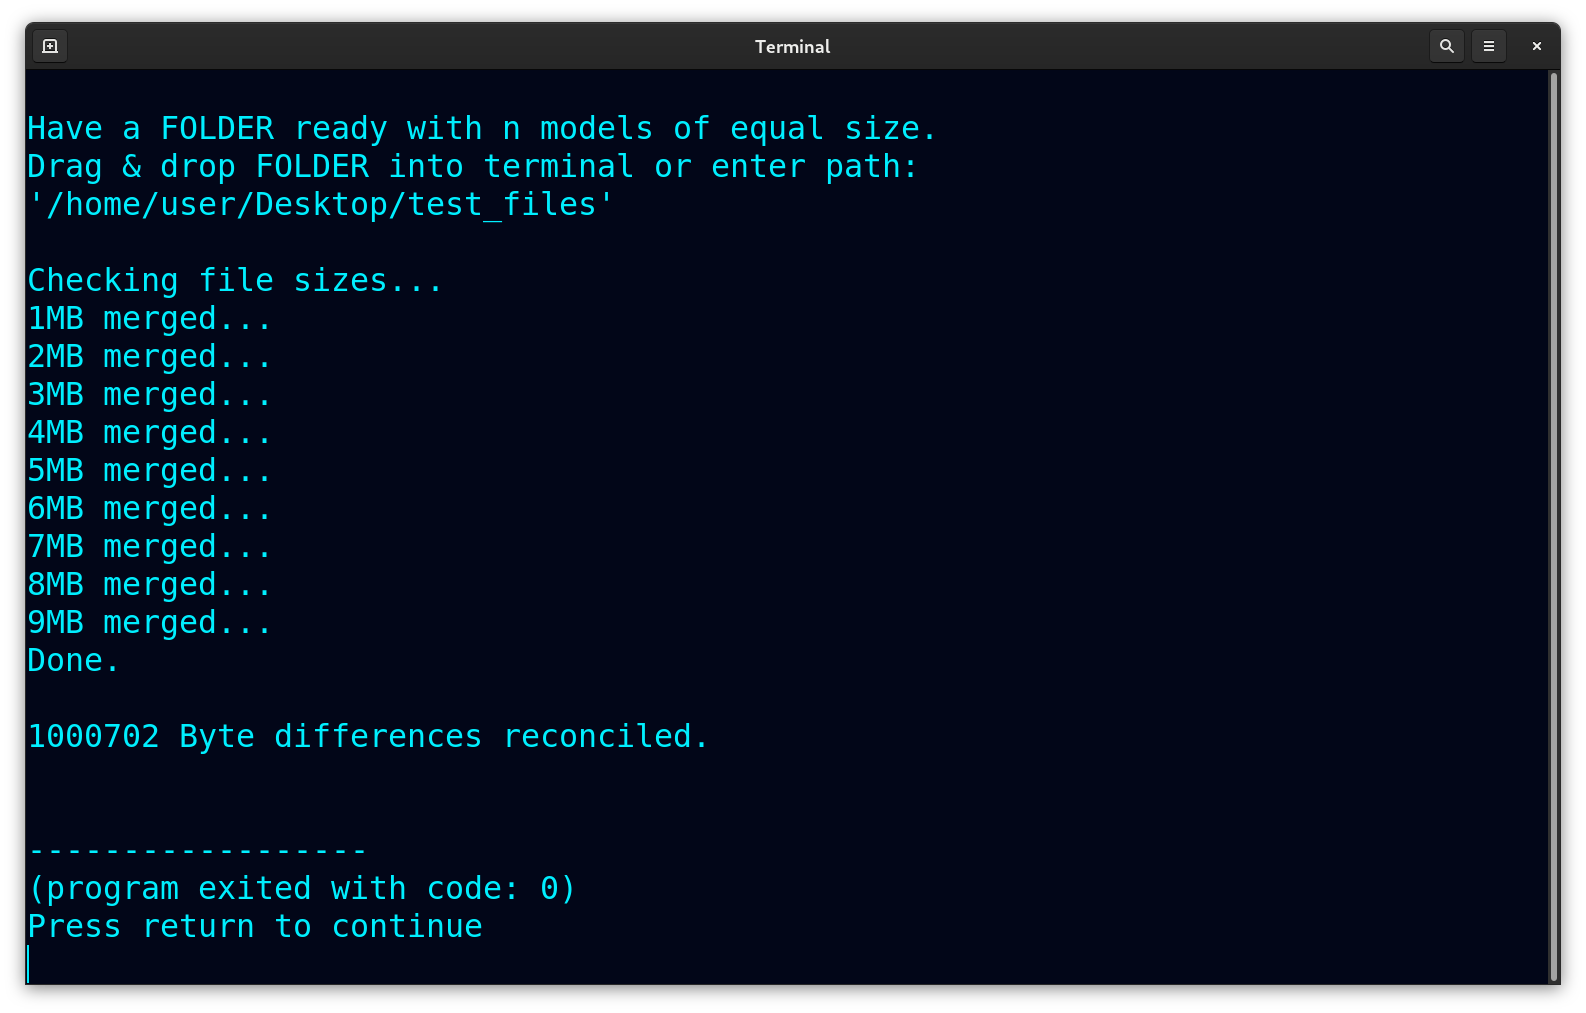 Terminal
Have a FOLDER ready with n models of equal size.
Drag & drop FOLDER into terminal or enter path:
'/home/user/Desktop/test_files'
Checking file sizes...
1MB merged...
2MB merged...
3MB merged...
4MB merged...
5MB merged...
6MB merged...
7MB merged...
8MB merged...
9MB merged...
Done.
1000702 Byte differences reconciled.
------------------
(program exited with code: 0)
Press return to continue